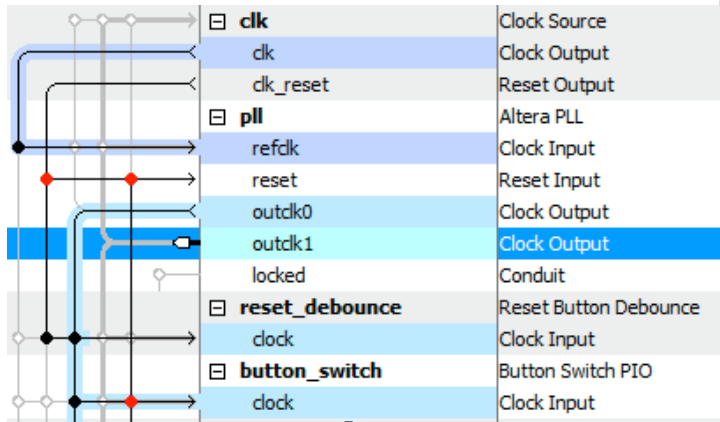 clk Clock Source
clk Clock Output
clk_reset Reset Output
pll Altera PLL
refclk Clock Input
reset Reset Input
outclk0 Clock Output
outclk1 Clock Output
locked Conduit
reset_debounce Reset Button Debounce
clock Clock Input
button_switch Button Switch PIO
clock Clock Input